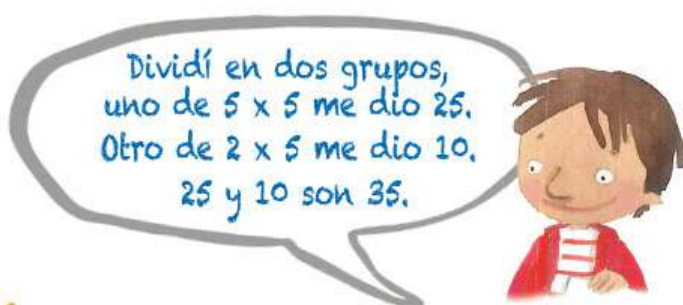 Dividí en dos grupos,
uno de 5 x 5 me dio 25.
Otro de 2 x 5 me dio 10.
25 y 10 son 35.